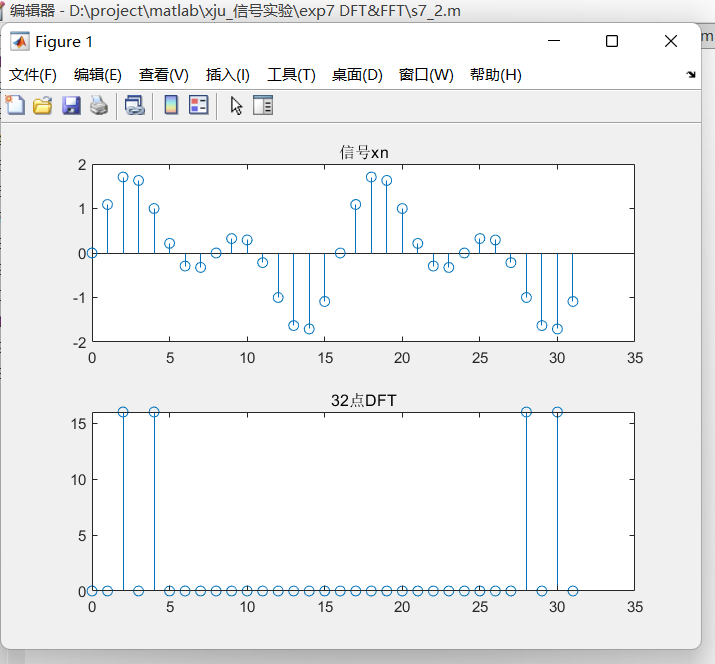 编辑器 - D:\project\matlab\xju_信号实验\exp7 DFT&FFT\s7_2.m
m
Figure 1
文件(F) 编辑(E) 查看(V) 插入(I) 工具(T) 桌面(D) 窗口(W) 帮助(H)
信号xn
2
1
0
-1
-2
0 5 10 15 20 25 30 35
32点DFT
15
10
5
0
0 5 10 15 20 25 30 35